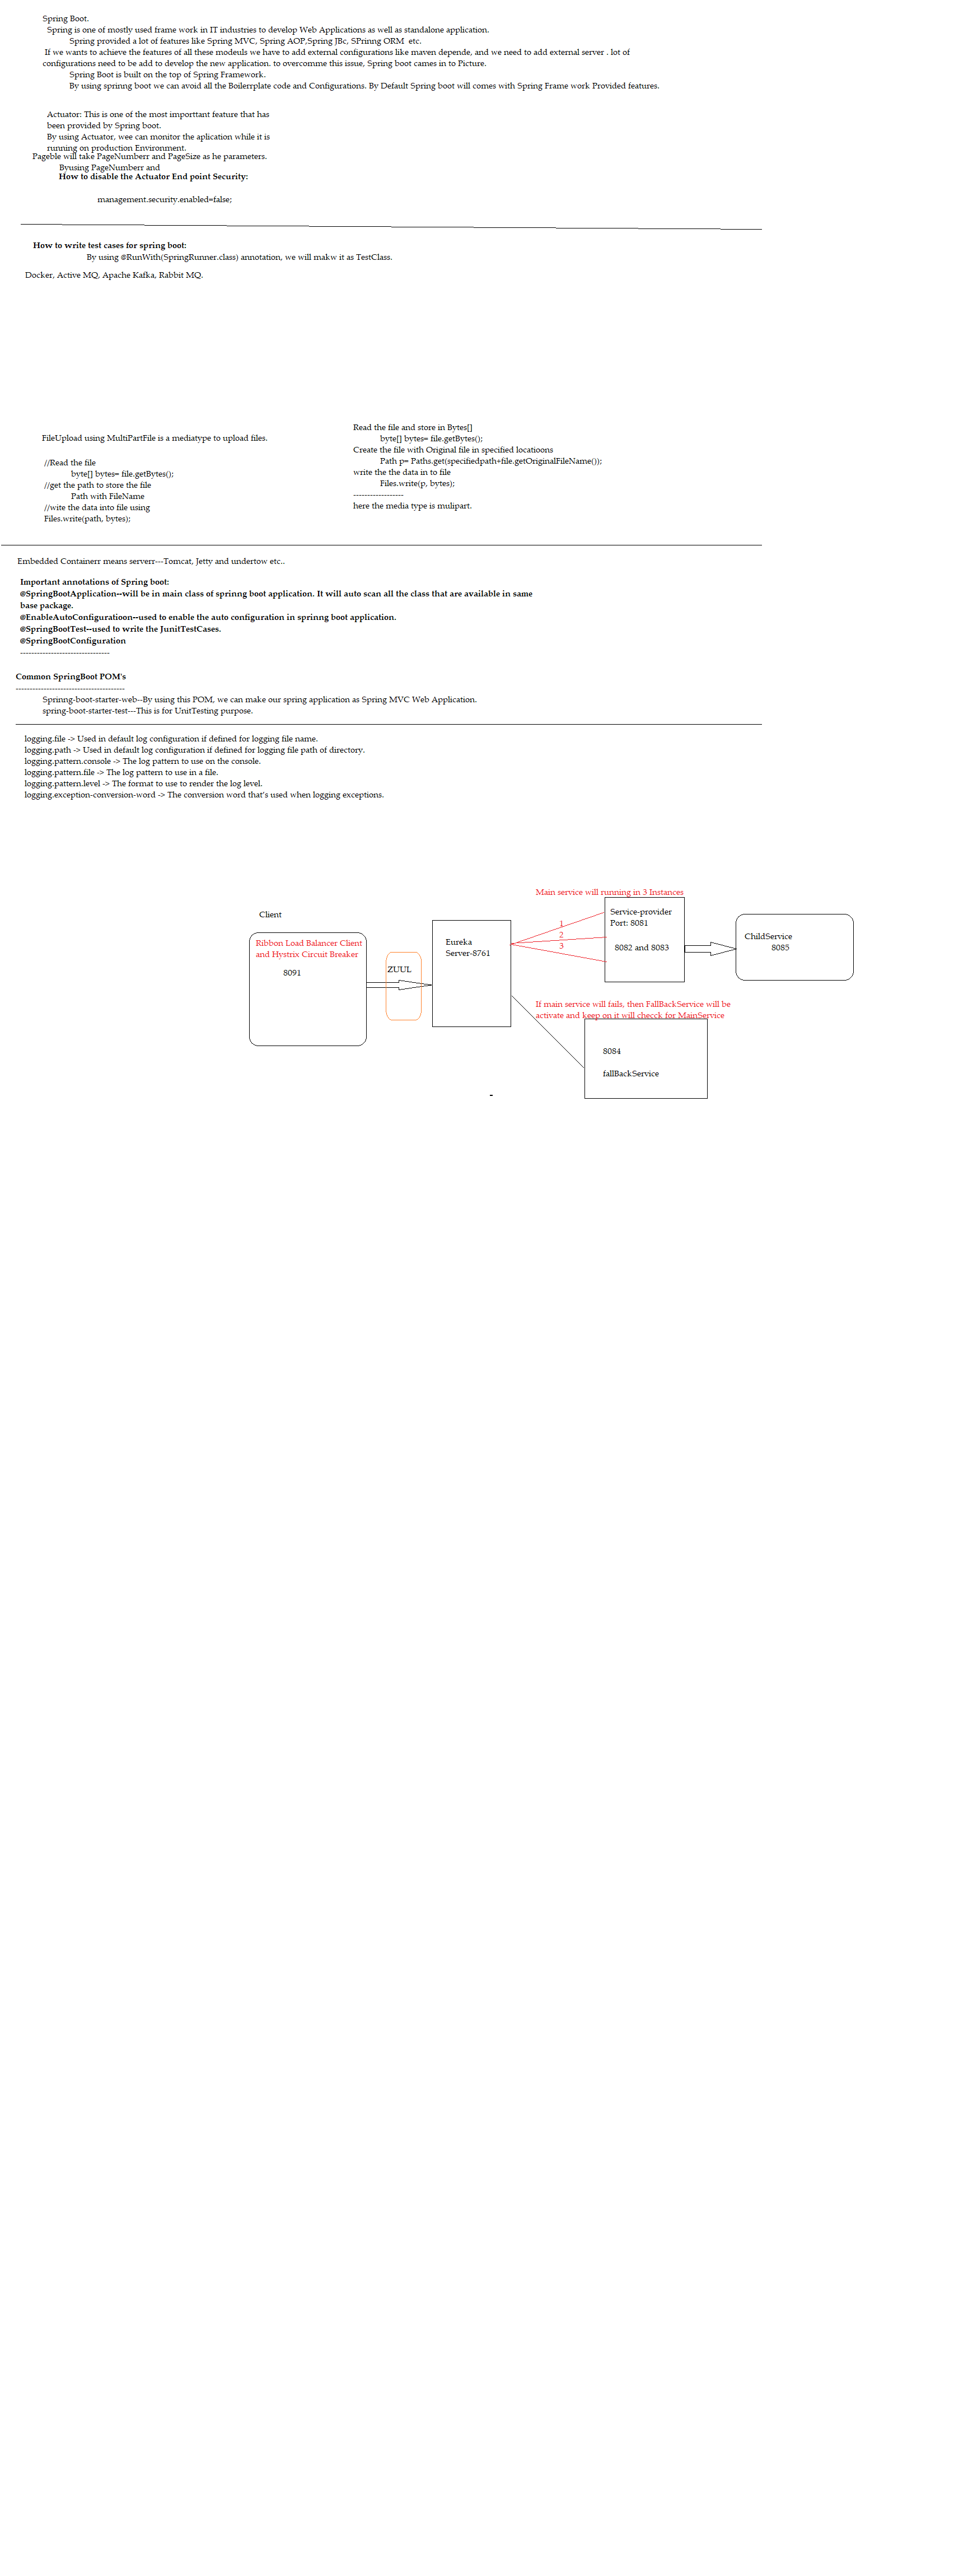 Spring Boot.
Spring is one of mostly used frame work in IT industries to develop Web Applications as well as standalone application.
Spring provided a lot of features like Spring MVC, Spring AOP,Spring JBc, SPrinng ORM  etc.
If we wants to achieve the features of all these modeuls we have to add external configurations like maven depende, and we need to add external server . lot of
configurations need to be add to develop the new application. to overcomme this issue, Spring boot cames in to Picture.
Spring Boot is built on the top of Spring Framework.
By using sprinng boot we can avoid all the Boilerrplate code and Configurations. By Default Spring boot will comes with Spring Frame work Provided features.
Actuator: This is one of the most importtant feature that has
been provided by Spring boot.
By using Actuator, wee can monitor the aplication while it is
running on production Environment.
Pageble will take PageNumberr and PageSize as he parameters.
Byusing PageNumberr and
How to disable the Actuator End point Security:
management.security.enabled=false;
How to write test cases for spring boot:
By using @RunWith(SpringRunner.class) annotation, we will makw it as TestClass.
Docker, Active MQ, Apache Kafka, Rabbit MQ.
FileUpload using MultiPartFile is a mediatype to upload files.
//Read the file
byte[] bytes= file.getBytes();
//get the path to store the file
Path with FileName
//wite the data into file using
Files.write(path, bytes);
Read the file and store in Bytes[]
byte[] bytes= file.getBytes();
Create the file with Original file in specified locatioons
Path p= Paths.get(specifiedpath+file.getOriginalFileName());
write the the data in to file
Files.write(p, bytes);
------------------
here the media type is mulipart.
Embedded Containerr means serverr---Tomcat, Jetty and undertow etc..
Important annotations of Spring boot:
@SpringBootApplication--will be in main class of sprinng boot application. It will auto scan all the class that are available in same
base package.
@EnableAutoConfiguratioon--used to enable the auto configuration in sprinng boot application.
@SpringBootTest--used to write the JunitTestCases.
@SpringBootConfiguration
--------------------------------
Common SpringBoot POM's
---------------------------------------
Sprinng-boot-starter-web--By using this POM, we can make our spring application as Spring MVC Web Application.
spring-boot-starter-test---This is for UnitTesting purpose.
logging.file -> Used in default log configuration if defined for logging file name.
logging.path -> Used in default log configuration if defined for logging file path of directory.
logging.pattern.console -> The log pattern to use on the console.
logging.pattern.file -> The log pattern to use in a file.
logging.pattern.level -> The format to use to render the log level.
logging.exception-conversion-word -> The conversion word that's used when logging exceptions.
Main service will running in 3 Instances
Client
Ribbon Load Balancer Client
and Hystrix Circuit Breaker
8091
ZUUL
Eureka
Server-8761
1
2
3
Service-provider
Port: 8081
8082 and 8083
ChildService
8085
If main service will fails, then FallBackService will be
activate and keep on it will checck for MainService
8084
fallBackService
-